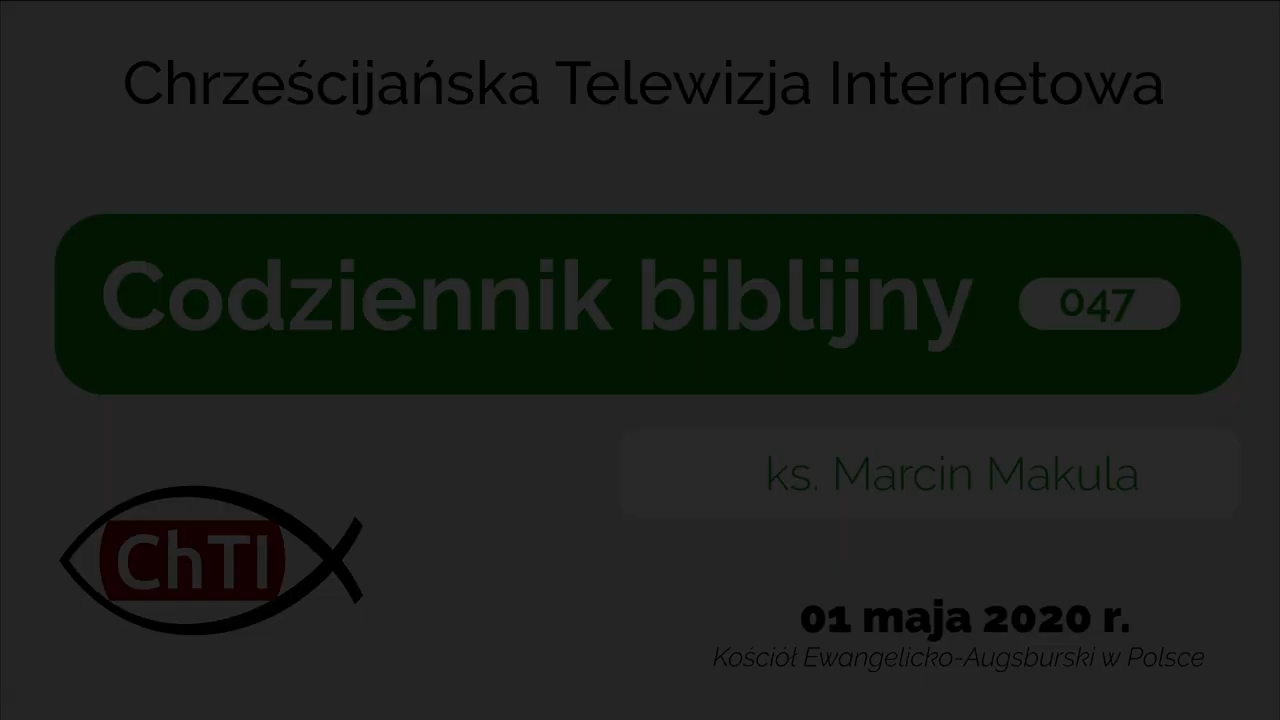 Chrześcijańska Telewizja Internetowa
Codziennik biblijny 047
ks. Marcin Makula
ChTI
01 maja 2020 r.
Kościół Ewangelicko-Augsburski w Polsce